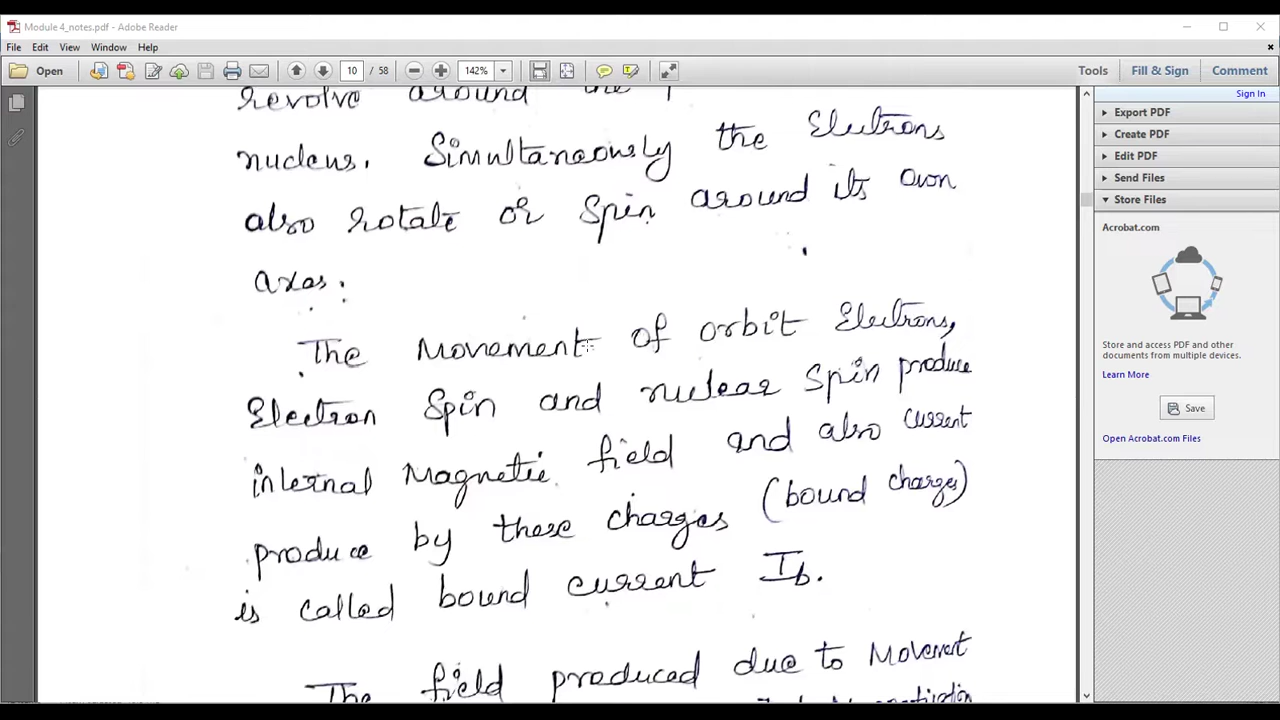 Module 4_notes.pdf - Adobe Reader
File Edit View Window Help
Open 10 / 58 142% Tools Fill & Sign Comment
Sign In
Export PDF
Create PDF
Edit PDF
Send Files
Store Files
Acrobat.com
Store and access PDF and other
documents from multiple devices.
Learn More
Save
Open Acrobat.com Files
revolve around the
nucleus. Simultaneously the Electrons
also rotate or Spin around its own
axes.
The Movement of orbit Electrons,
Electron Spin and nulear Spin produce
internal Magnetic field and also current
produce by these charges (bound charges)
is called bound current Ib.
The field produced due to Movement